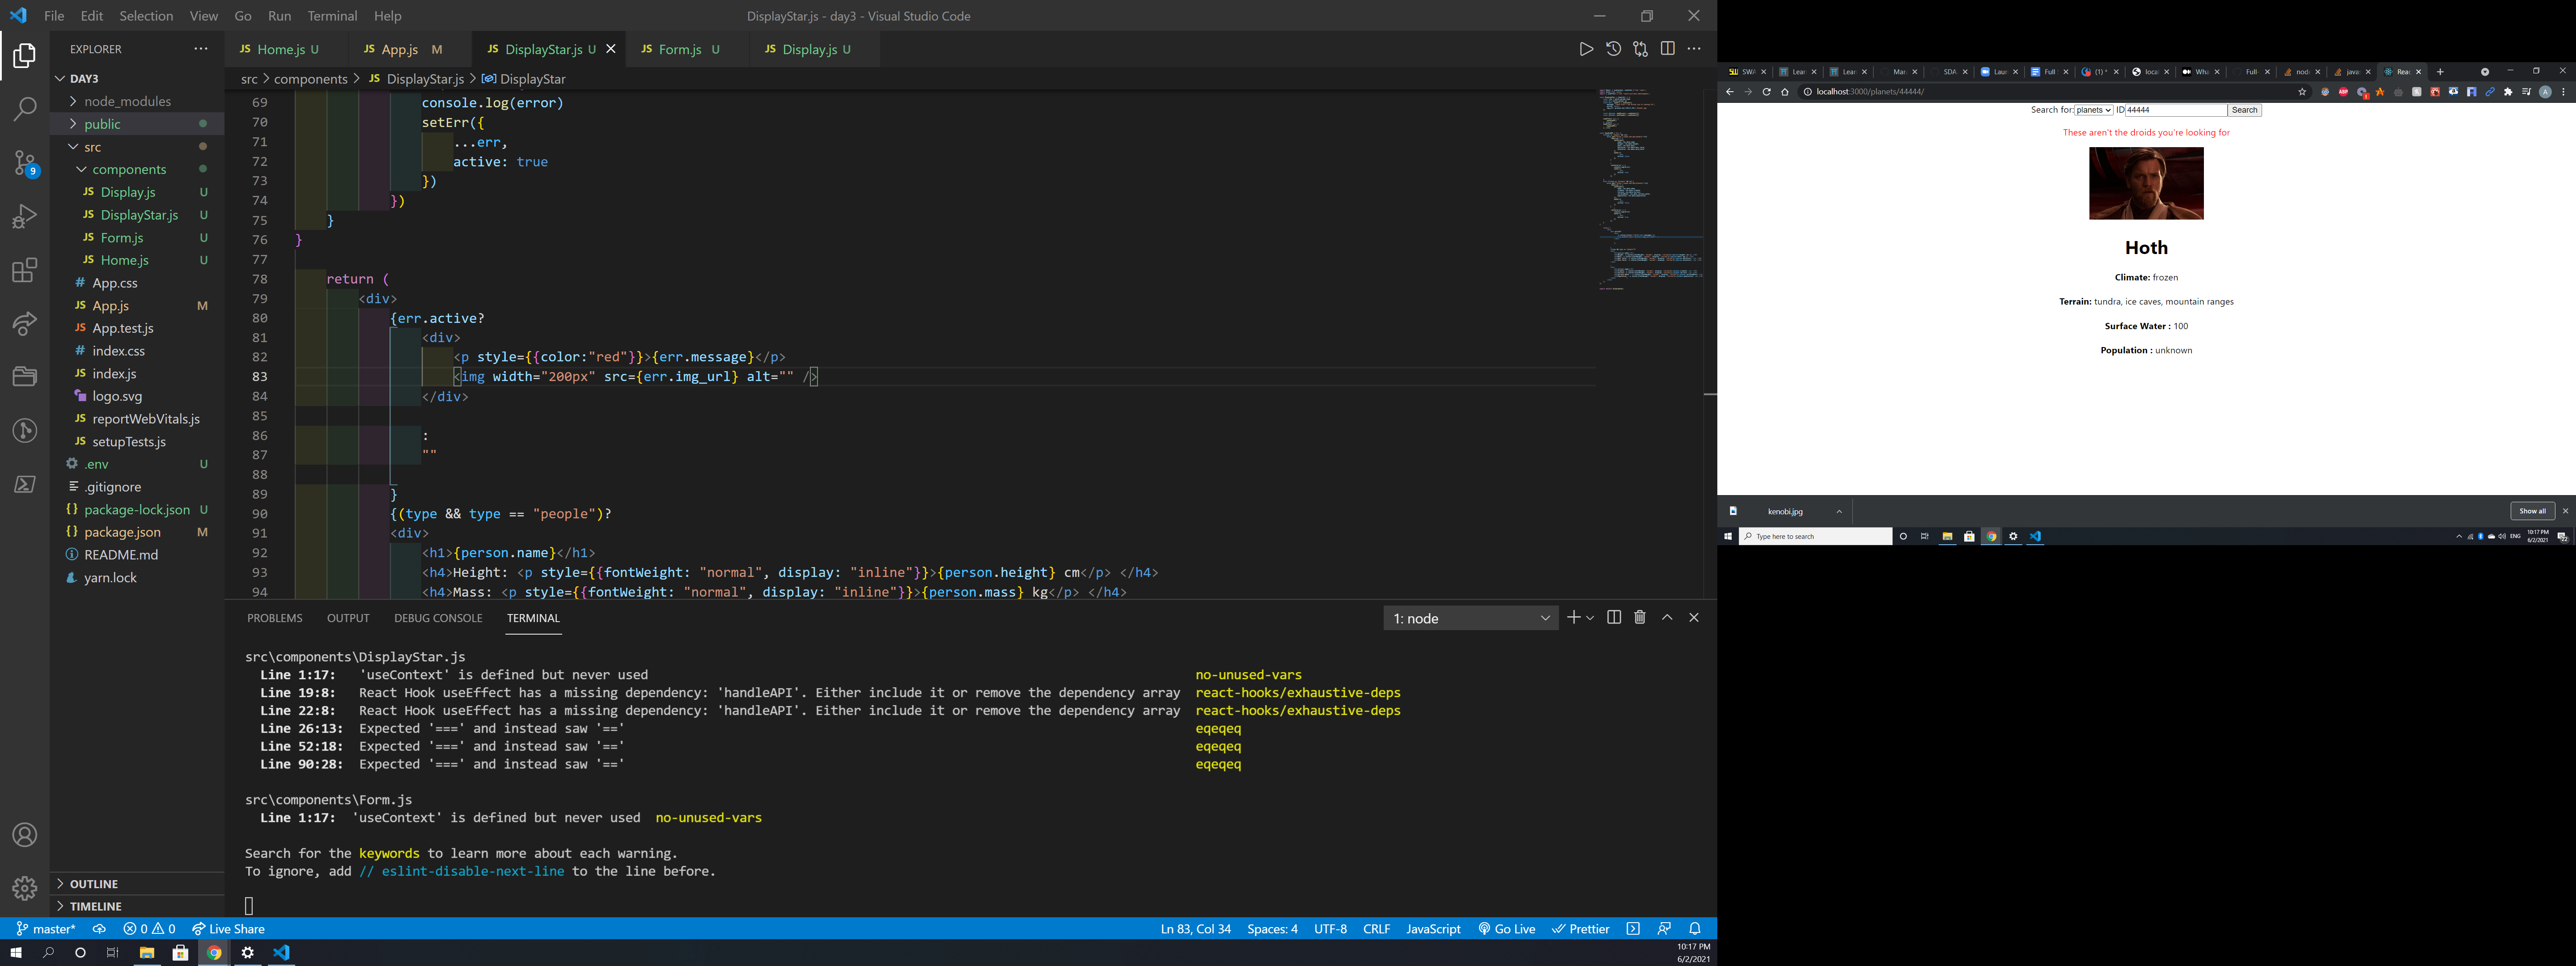 File Edit Selection View Go Run Terminal Help
DisplayStar.js - day3 - Visual Studio Code
EXPLORER
DAY3
node_modules
public
src
components
JS Display.js U
JS DisplayStar.js U
JS Form.js U
JS Home.js U
# App.css
JS App.js M
JS App.test.js
# index.css
JS index.js
logo.svg
JS reportWebVitals.js
JS setupTests.js
.env U
.gitignore
{} package-lock.json U
{} package.json M
README.md
yarn.lock
OUTLINE
TIMELINE
9
JS Home.js U JS App.js M JS DisplayStar.js U JS Form.js U JS Display.js U
src > components > JS DisplayStar.js > DisplayStar
69 console.log(error)
70 setErr({
71 ...err,
72 active: true
73 })
74 })
75 }
76 }
77
78 return (
79 <div>
80 {err.active?
81 <div>
82 <p style={{color:"red"}}>{err.message}</p>
83 <img width="200px" src={err.img_url} alt="" />
84 </div>
85
86 :
87 ""
88
89 }
90 {(type && type == "people")?
91 <div>
92 <h1>{person.name}</h1>
93 <h4>Height: <p style={{fontWeight: "normal", display: "inline"}}>{person.height} cm</p> </h4>
94 <h4>Mass: <p style={{fontWeight: "normal", display: "inline"}}>{person.mass} kg</p> </h4>
PROBLEMS OUTPUT DEBUG CONSOLE TERMINAL
1: node
src\components\DisplayStar.js
Line 1:17: 'useContext' is defined but never used no-unused-vars
Line 19:8: React Hook useEffect has a missing dependency: 'handleAPI'. Either include it or remove the dependency array react-hooks/exhaustive-deps
Line 22:8: React Hook useEffect has a missing dependency: 'handleAPI'. Either include it or remove the dependency array react-hooks/exhaustive-deps
Line 26:13: Expected '===' and instead saw '==' eqeqeq
Line 52:18: Expected '===' and instead saw '==' eqeqeq
Line 90:28: Expected '===' and instead saw '==' eqeqeq
src\components\Form.js
Line 1:17: 'useContext' is defined but never used no-unused-vars
Search for the keywords to learn more about each warning.
To ignore, add // eslint-disable-next-line to the line before.
master* 0 0 Live Share
Ln 83, Col 34 Spaces: 4 UTF-8 CRLF JavaScript Go Live Prettier
10:17 PM
6/2/2021
SWA Lear Lear Mar SDA Laun Full (1) local Wha Full- node java Reac
localhost:3000/planets/44444/
Search for: planets ID 44444 Search
These aren't the droids you're looking for
Hoth
Climate: frozen
Terrain: tundra, ice caves, mountain ranges
Surface Water : 100
Population : unknown
kenobi.jpg
Show all
Type here to search
ENG
10:17 PM
6/2/2021